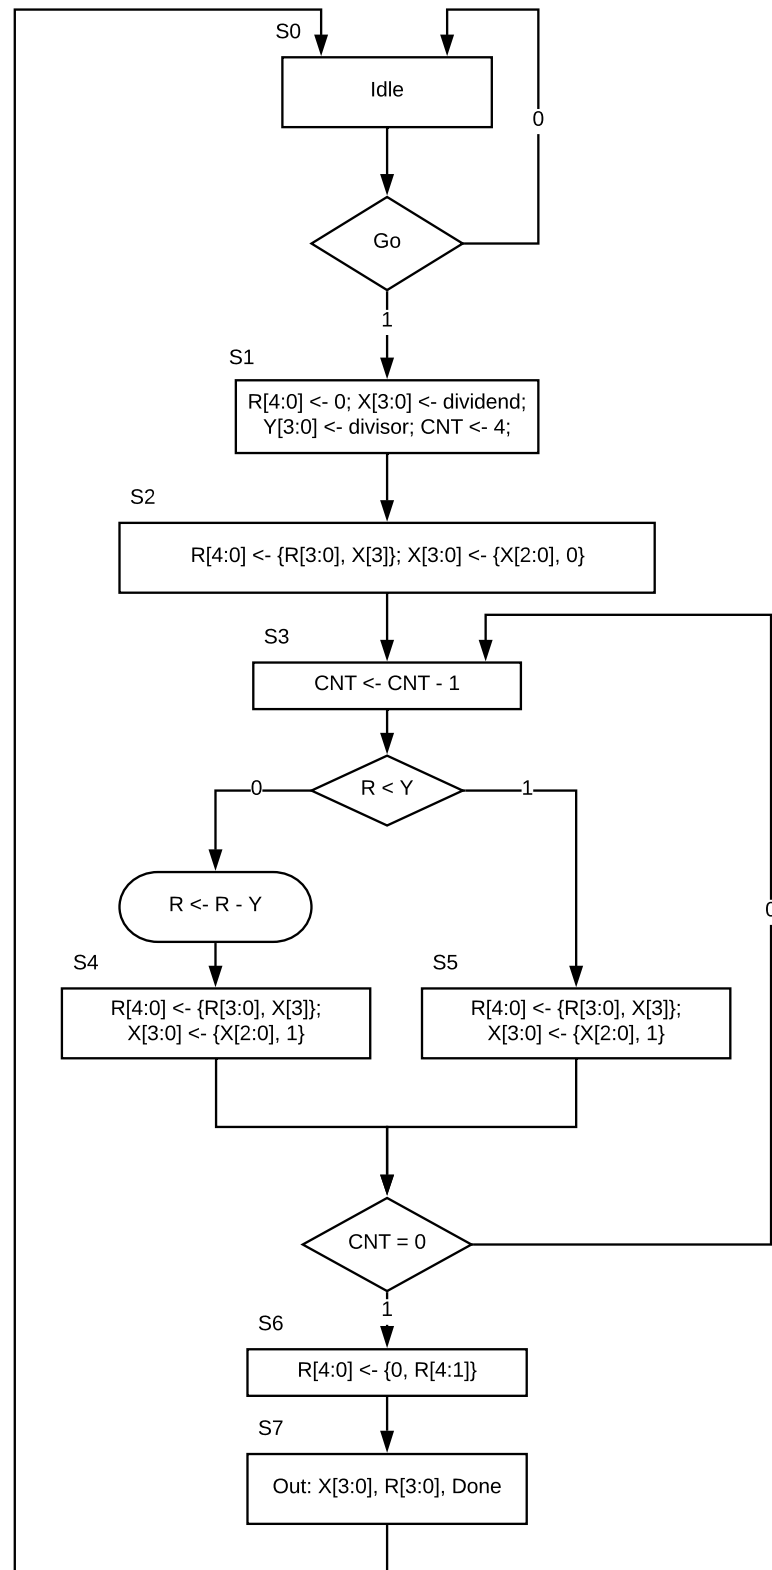 S0
Idle
0
Go
1
S1
R[4:0] <- 0; X[3:0] <- dividend;
Y[3:0] <- divisor; CNT <- 4;
S2
R[4:0] <- {R[3:0], X[3]}; X[3:0] <- {X[2:0], 0}
S3
CNT <- CNT - 1
R < Y
0
1
R <- R - Y
0
S4
S5
R[4:0] <- {R[3:0], X[3]};
X[3:0] <- {X[2:0], 1}
R[4:0] <- {R[3:0], X[3]};
X[3:0] <- {X[2:0], 1}
CNT = 0
1
S6
R[4:0] <- {0, R[4:1]}
S7
Out: X[3:0], R[3:0], Done